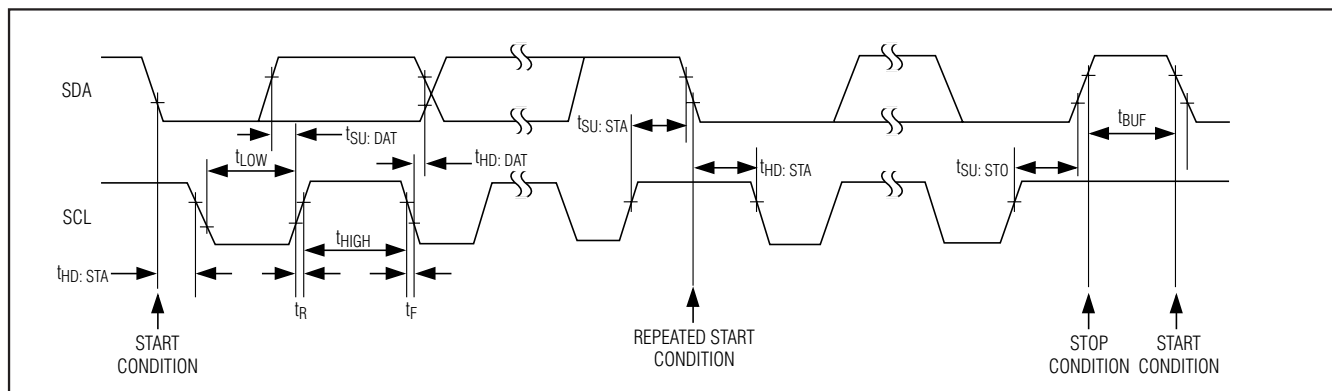 SDA
tSU: DAT
tLOW
tHD: DAT
tSU: STA
tHD: STA
tBUF
tSU: STO
SCL
tHIGH
tHD: STA
tR
tF
START
CONDITION
REPEATED START
CONDITION
STOP
CONDITION
START
CONDITION